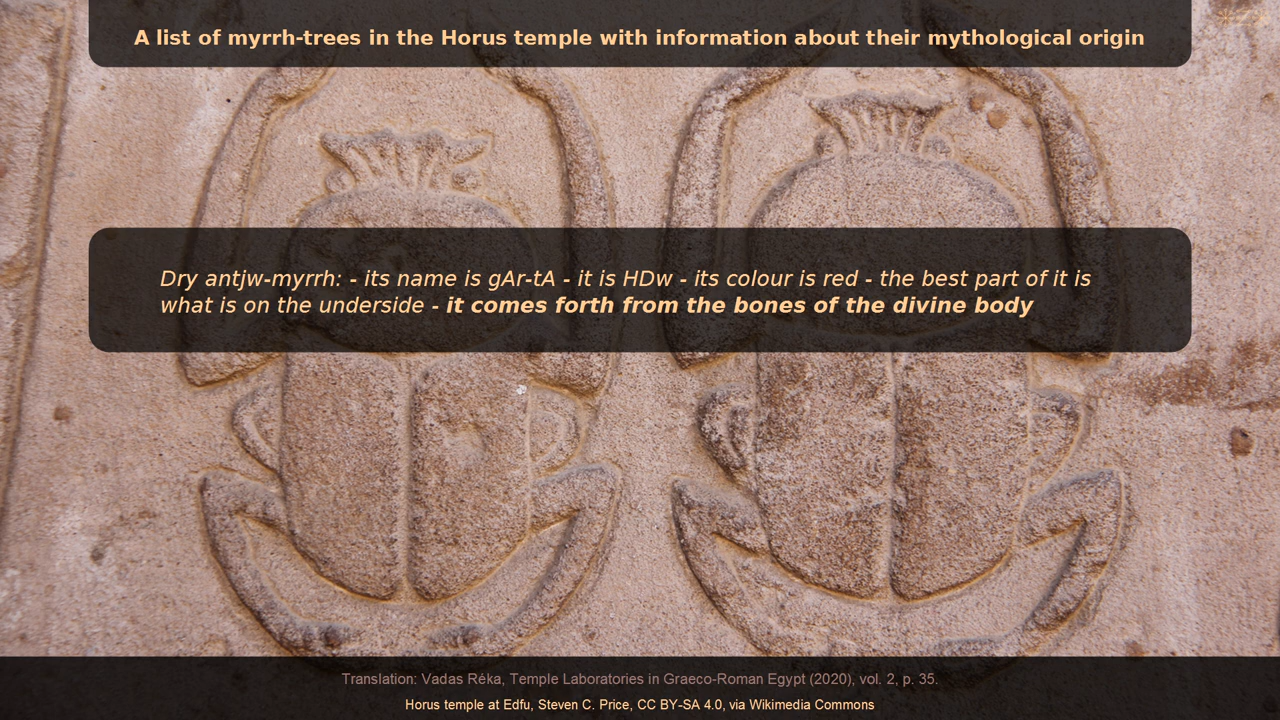 A list of myrrh-trees in the Horus temple with information about their mythological origin
Dry antjw-myrrh: - its name is gAr-tA - it is HDw - its colour is red - the best part of it is
what is on the underside - it comes forth from the bones of the divine body
Translation: Vadas Réka, Temple Laboratories in Graeco-Roman Egypt (2020), vol. 2, p. 35.
Horus temple at Edfu, Steven C. Price, CC BY-SA 4.0, via Wikimedia Commons